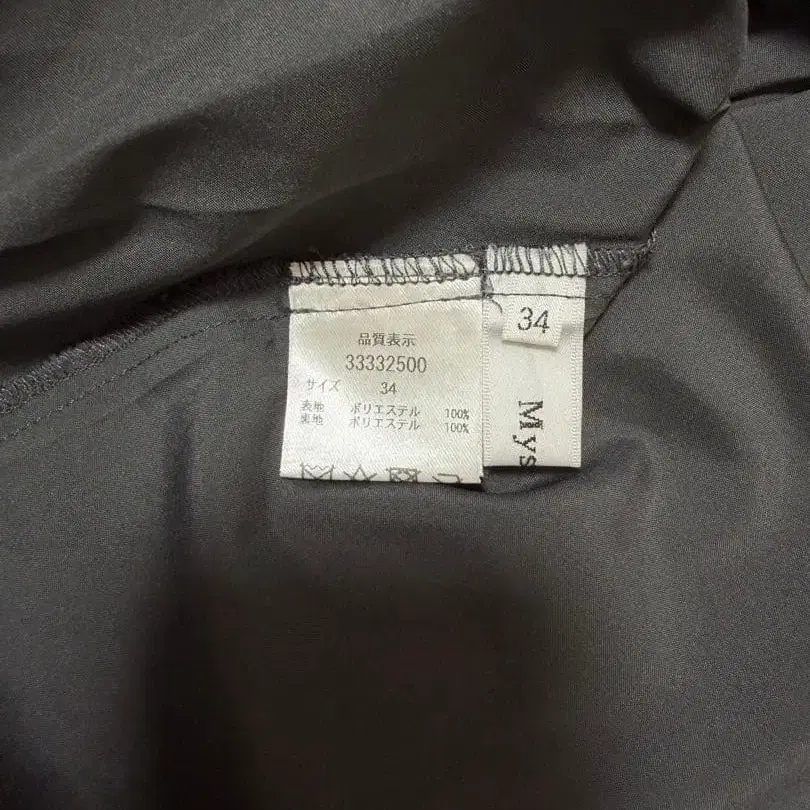 品質表示
33332500
サイズ 34
表地 ポリエステル 100%
裏地 ポリエステル 100%
34
Mys